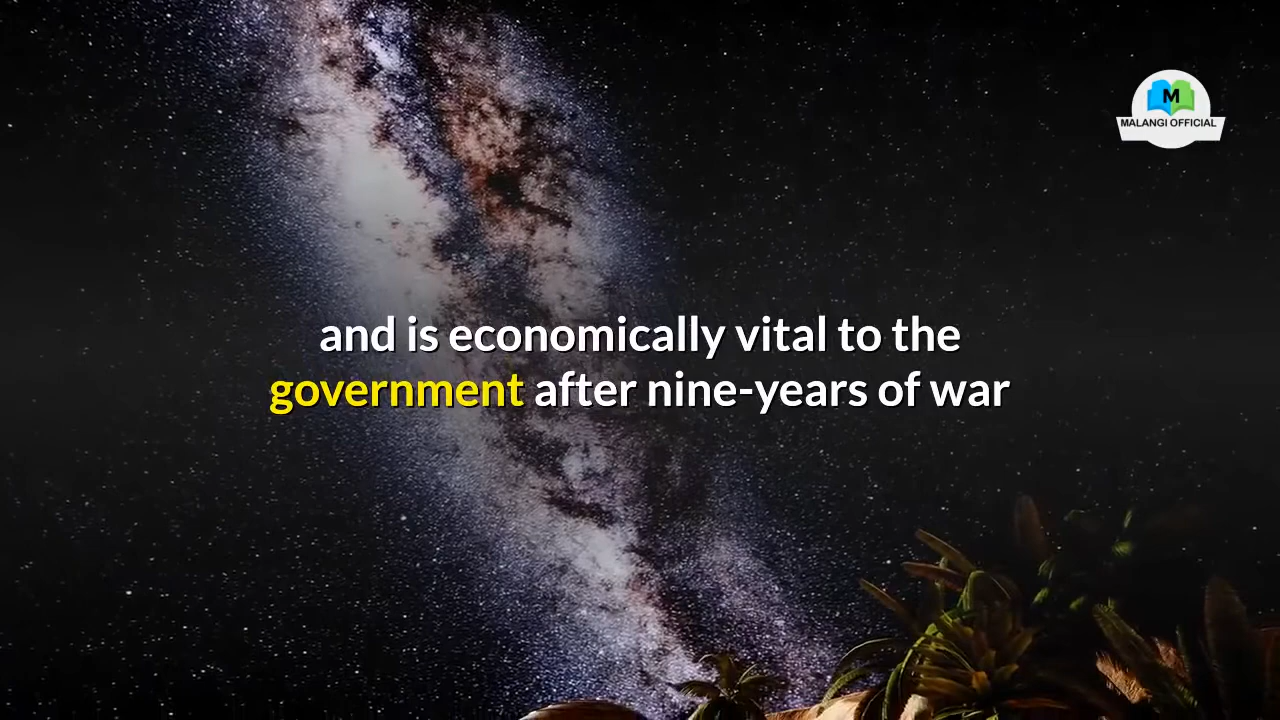 M
MALANGI OFFICIAL
and is economically vital to the
government after nine-years of war